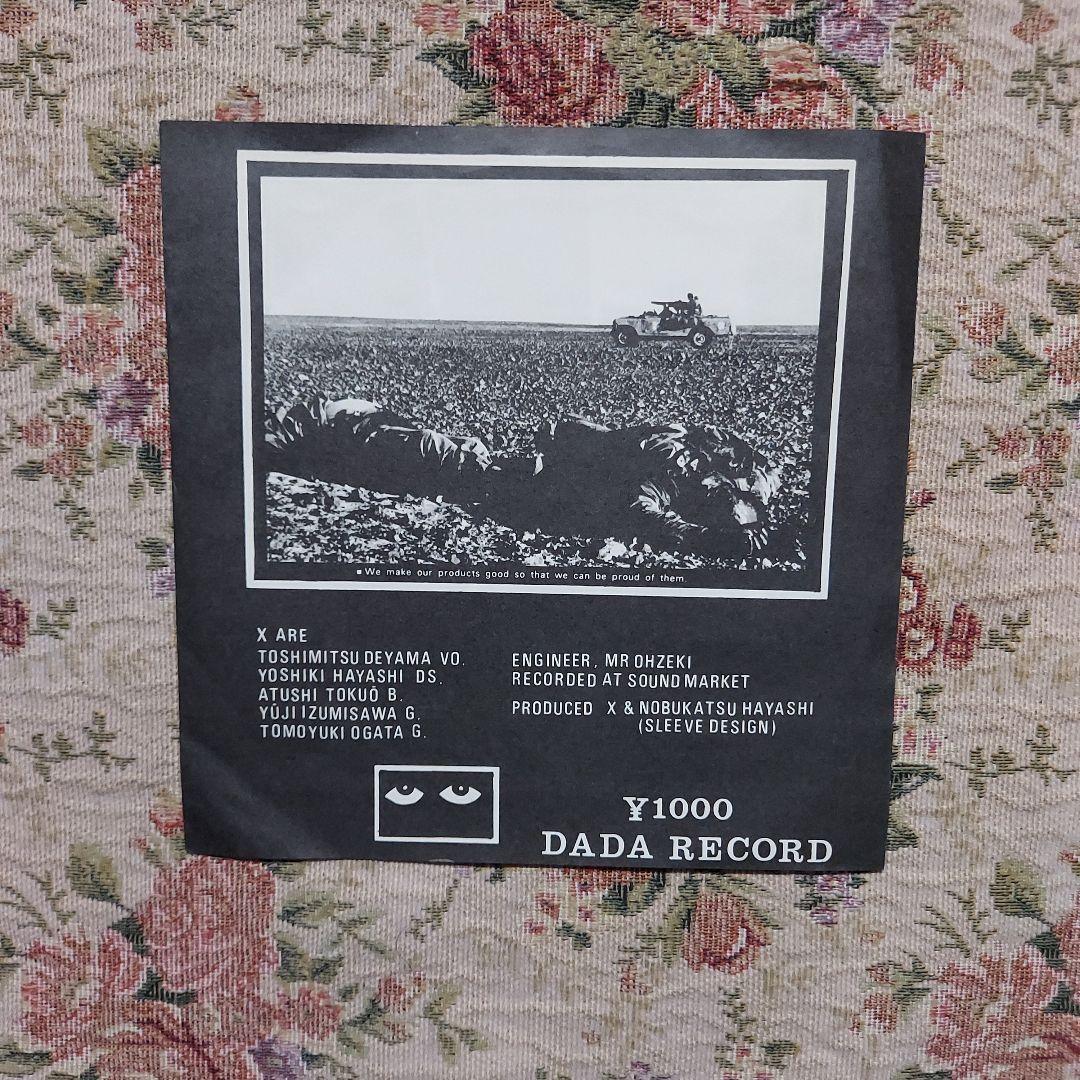 ■ We make our products good so that we can be proud of them.
X ARE
TOSHIMITSU DEYAMA VO.
YOSHIKI HAYASHI DS.
ATUSHI TOKUŌ B.
YŪJI IZUMISAWA G.
TOMOYUKI OGATA G.
ENGINEER. MR OHZEKI
RECORDED AT SOUND MARKET
PRODUCED X & NOBUKATSU HAYASHI
(SLEEVE DESIGN)
¥1000
DADA RECORD